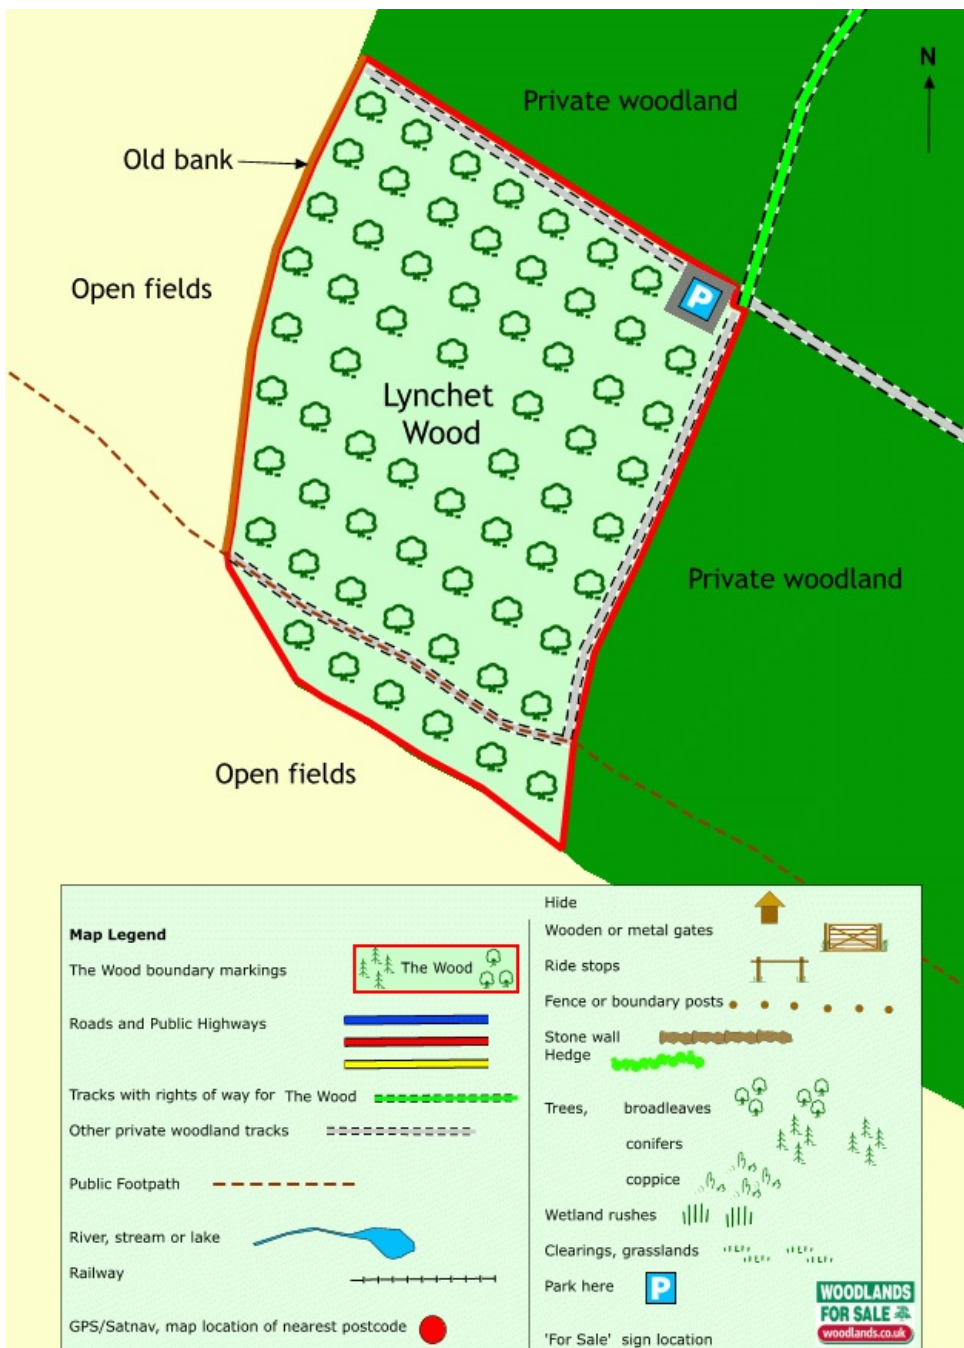 N
Private woodland
Old bank
Open fields
P
Lynchet
Wood
Private woodland
Open fields
Map Legend
The Wood boundary markings
The Wood
Roads and Public Highways
Tracks with rights of way for The Wood
Other private woodland tracks
Public Footpath
River, stream or lake
Railway
GPS/Satnav, map location of nearest postcode
Hide
Wooden or metal gates
Ride stops
Fence or boundary posts
Stone wall
Hedge
Trees, broadleaves
conifers
coppice
Wetland rushes
Clearings, grasslands
Park here
P
'For Sale' sign location
WOODLANDS
FOR SALE
woodlands.co.uk